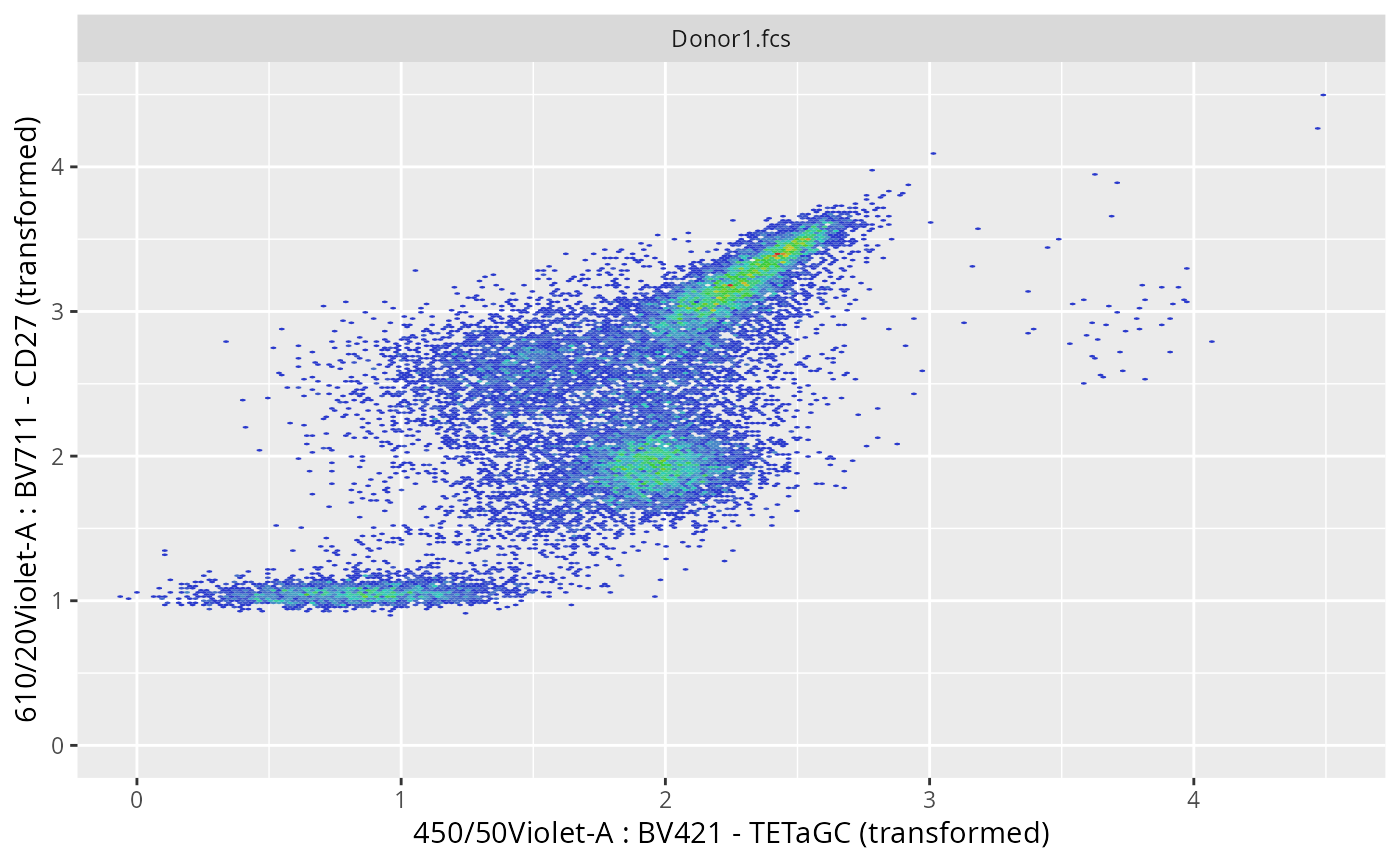 Donor1.fcs
610/20Violet-A : BV711 - CD27 (transformed)
4
3
2
1
0
0 1 2 3 4
450/50Violet-A : BV421 - TETaGC (transformed)